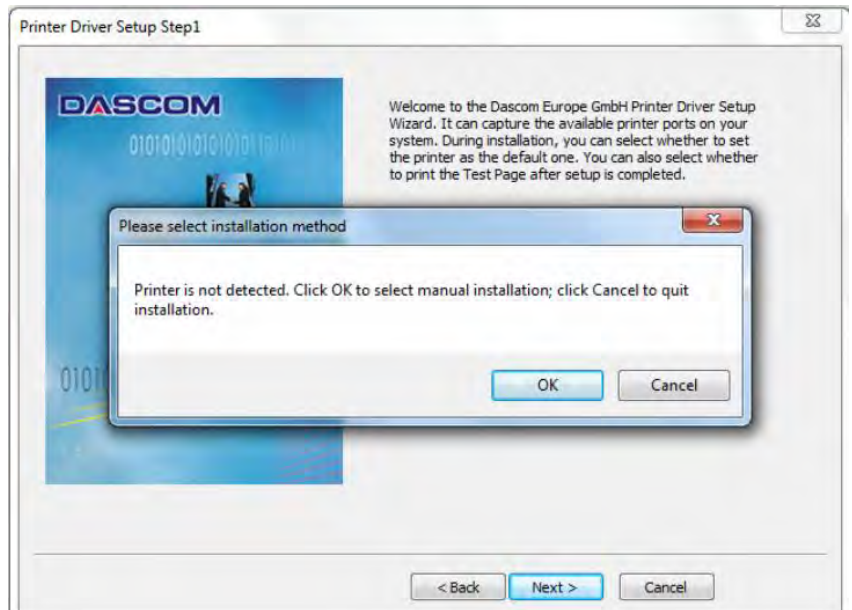 Printer Driver Setup Step1
DASCOM
Welcome to the Dascom Europe GmbH Printer Driver Setup
Wizard. It can capture the available printer ports on your
system. During installation, you can select whether to set
the printer as the default one. You can also select whether
to print the Test Page after setup is completed.
Please select installation method
Printer is not detected. Click OK to select manual installation; click Cancel to quit
installation.
OK
Cancel
< Back
Next >
Cancel